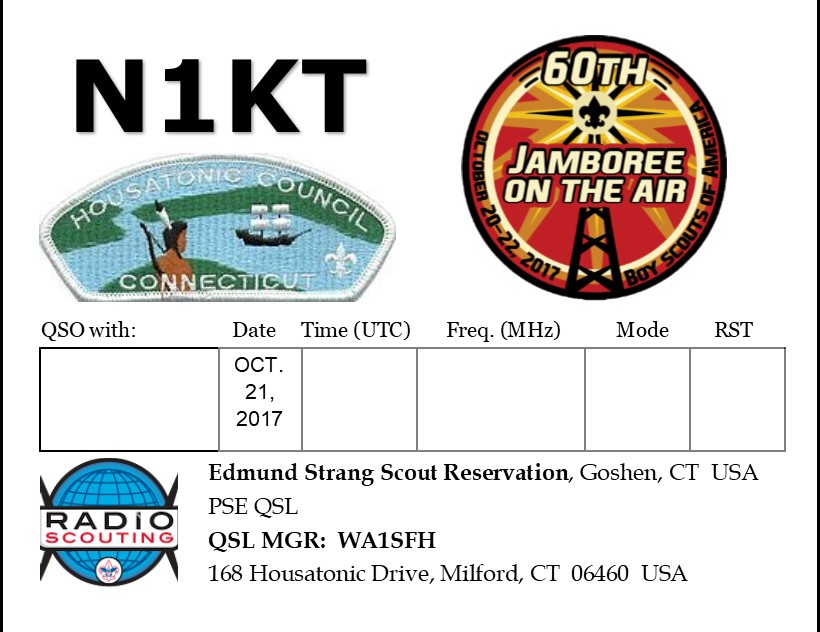 N1KT
60TH
JAMBOREE
ON THE AIR
OCTOBER 20-22, 2017
BOY SCOUTS OF AMERICA
HOUSATONIC COUNCIL
CONNECTICUT
QSO with: Date Time (UTC) Freq. (MHz) Mode RST
OCT.
21,
2017
RADIO
SCOUTING
Edmund Strang Scout Reservation, Goshen, CT USA
PSE QSL
QSL MGR: WA1SFH
168 Housatonic Drive, Milford, CT 06460 USA